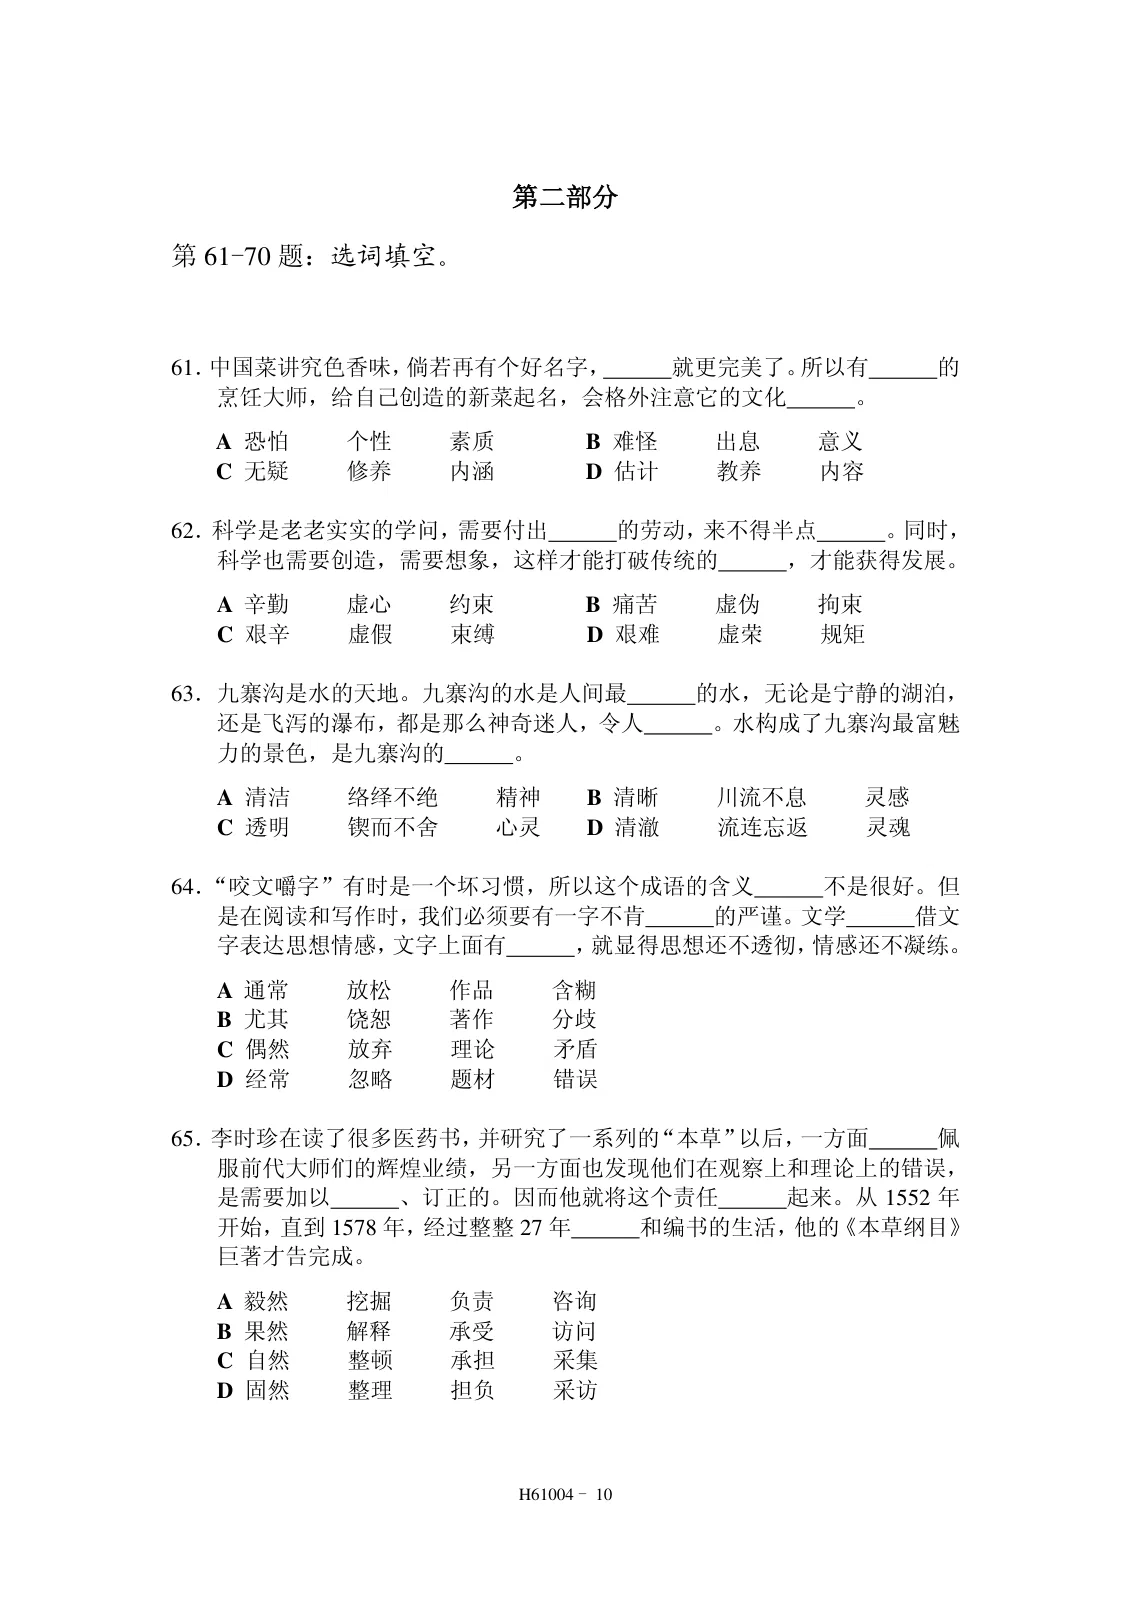 第二部分
第 61-70 题：选词填空。
61．中国菜讲究色香味，倘若再有个好名字，______就更完美了。所以有______的
烹饪大师，给自己创造的新菜起名，会格外注意它的文化______。
A 恐怕 个性 素质 B 难怪 出息 意义
C 无疑 修养 内涵 D 估计 教养 内容
62．科学是老老实实的学问，需要付出______的劳动，来不得半点______。同时，
科学也需要创造，需要想象，这样才能打破传统的______，才能获得发展。
A 辛勤 虚心 约束 B 痛苦 虚伪 拘束
C 艰辛 虚假 束缚 D 艰难 虚荣 规矩
63．九寨沟是水的天地。九寨沟的水是人间最______的水，无论是宁静的湖泊，
还是飞泻的瀑布，都是那么神奇迷人，令人______。水构成了九寨沟最富魅
力的景色，是九寨沟的______。
A 清洁 络绎不绝 精神 B 清晰 川流不息 灵感
C 透明 锲而不舍 心灵 D 清澈 流连忘返 灵魂
64．“咬文嚼字”有时是一个坏习惯，所以这个成语的含义______不是很好。但
是在阅读和写作时，我们必须要有一字不肯______的严谨。文学______借文
字表达思想情感，文字上面有______，就显得思想还不透彻，情感还不凝练。
A 通常 放松 作品 含糊
B 尤其 饶恕 著作 分歧
C 偶然 放弃 理论 矛盾
D 经常 忽略 题材 错误
65．李时珍在读了很多医药书，并研究了一系列的“本草”以后，一方面______佩
服前代大师们的辉煌业绩，另一方面也发现他们在观察上和理论上的错误，
是需要加以______、订正的。因而他就将这个责任______起来。从 1552 年
开始，直到 1578 年，经过整整 27 年______和编书的生活，他的《本草纲目》
巨著才告完成。
A 毅然 挖掘 负责 咨询
B 果然 解释 承受 访问
C 自然 整顿 承担 采集
D 固然 整理 担负 采访
H61004 - 10